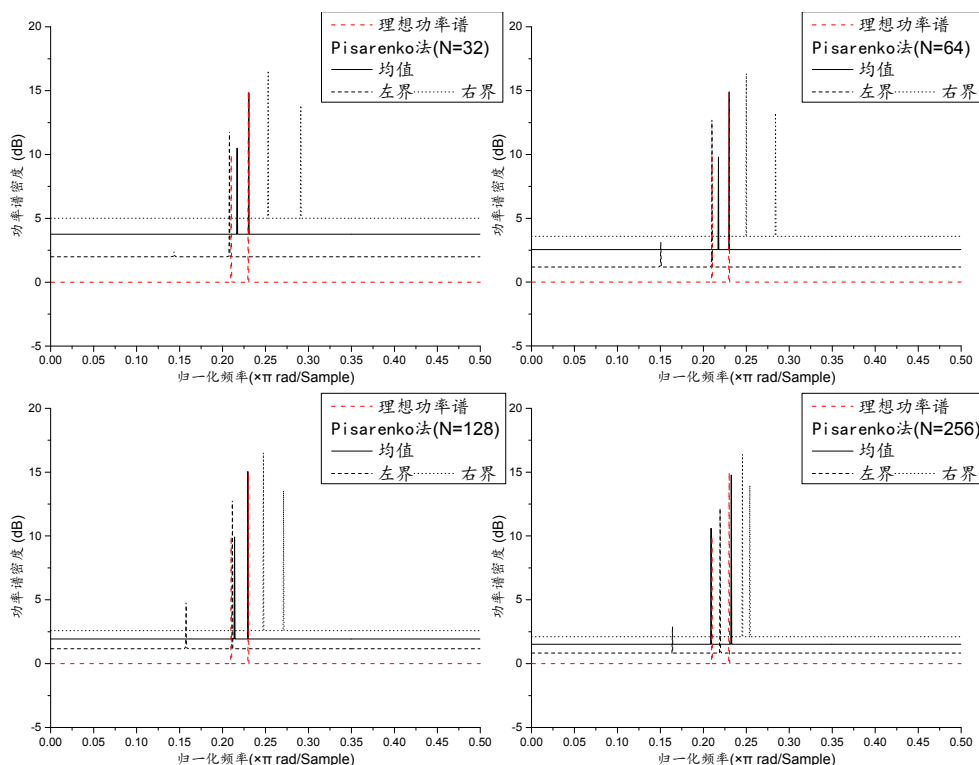 理想功率谱
Pisarenko法(N=32)
均值
左界 右界
20
15
10
5
0
-5
功率谱密度 (dB)
0.00 0.05 0.10 0.15 0.20 0.25 0.30 0.35 0.40 0.45 0.50
归一化频率(×π rad/Sample)
理想功率谱
Pisarenko法(N=64)
均值
左界 右界
20
15
10
5
0
-5
功率谱密度 (dB)
0.00 0.05 0.10 0.15 0.20 0.25 0.30 0.35 0.40 0.45 0.50
归一化频率(×π rad/Sample)
理想功率谱
Pisarenko法(N=128)
均值
左界 右界
20
15
10
5
0
-5
功率谱密度 (dB)
0.00 0.05 0.10 0.15 0.20 0.25 0.30 0.35 0.40 0.45 0.50
归一化频率(×π rad/Sample)
理想功率谱
Pisarenko法(N=256)
均值
左界 右界
20
15
10
5
0
-5
功率谱密度 (dB)
0.00 0.05 0.10 0.15 0.20 0.25 0.30 0.35 0.40 0.45 0.50
归一化频率(×π rad/Sample)